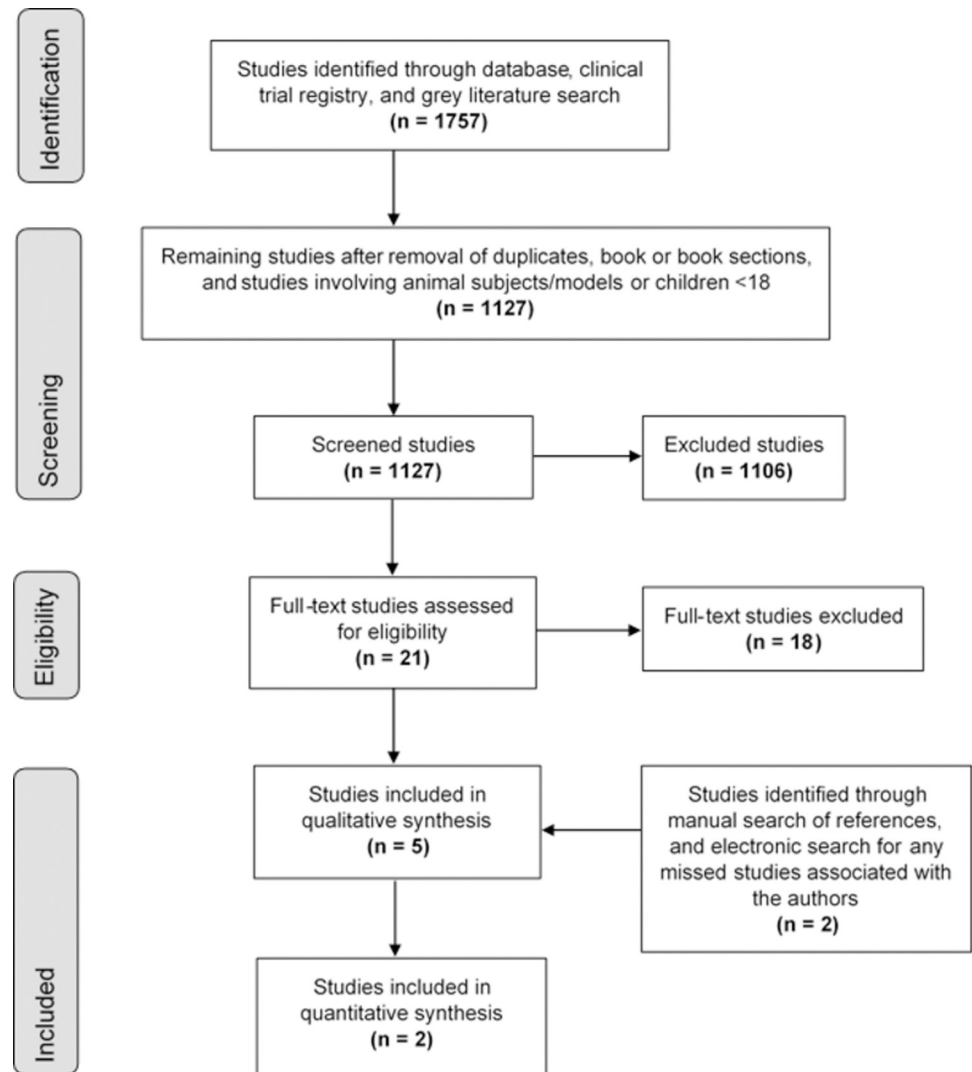 Identification
Studies identified through database, clinical
trial registry, and grey literature search
(n = 1757)
Screening
Remaining studies after removal of duplicates, book or book sections,
and studies involving animal subjects/models or children <18
(n = 1127)
Screened studies
(n = 1127)
Excluded studies
(n = 1106)
Eligibility
Full-text studies assessed
for eligibility
(n = 21)
Full-text studies excluded
(n = 18)
Included
Studies included in
qualitative synthesis
(n = 5)
Studies identified through
manual search of references,
and electronic search for any
missed studies associated with
the authors
(n = 2)
Studies included in
quantitative synthesis
(n = 2)